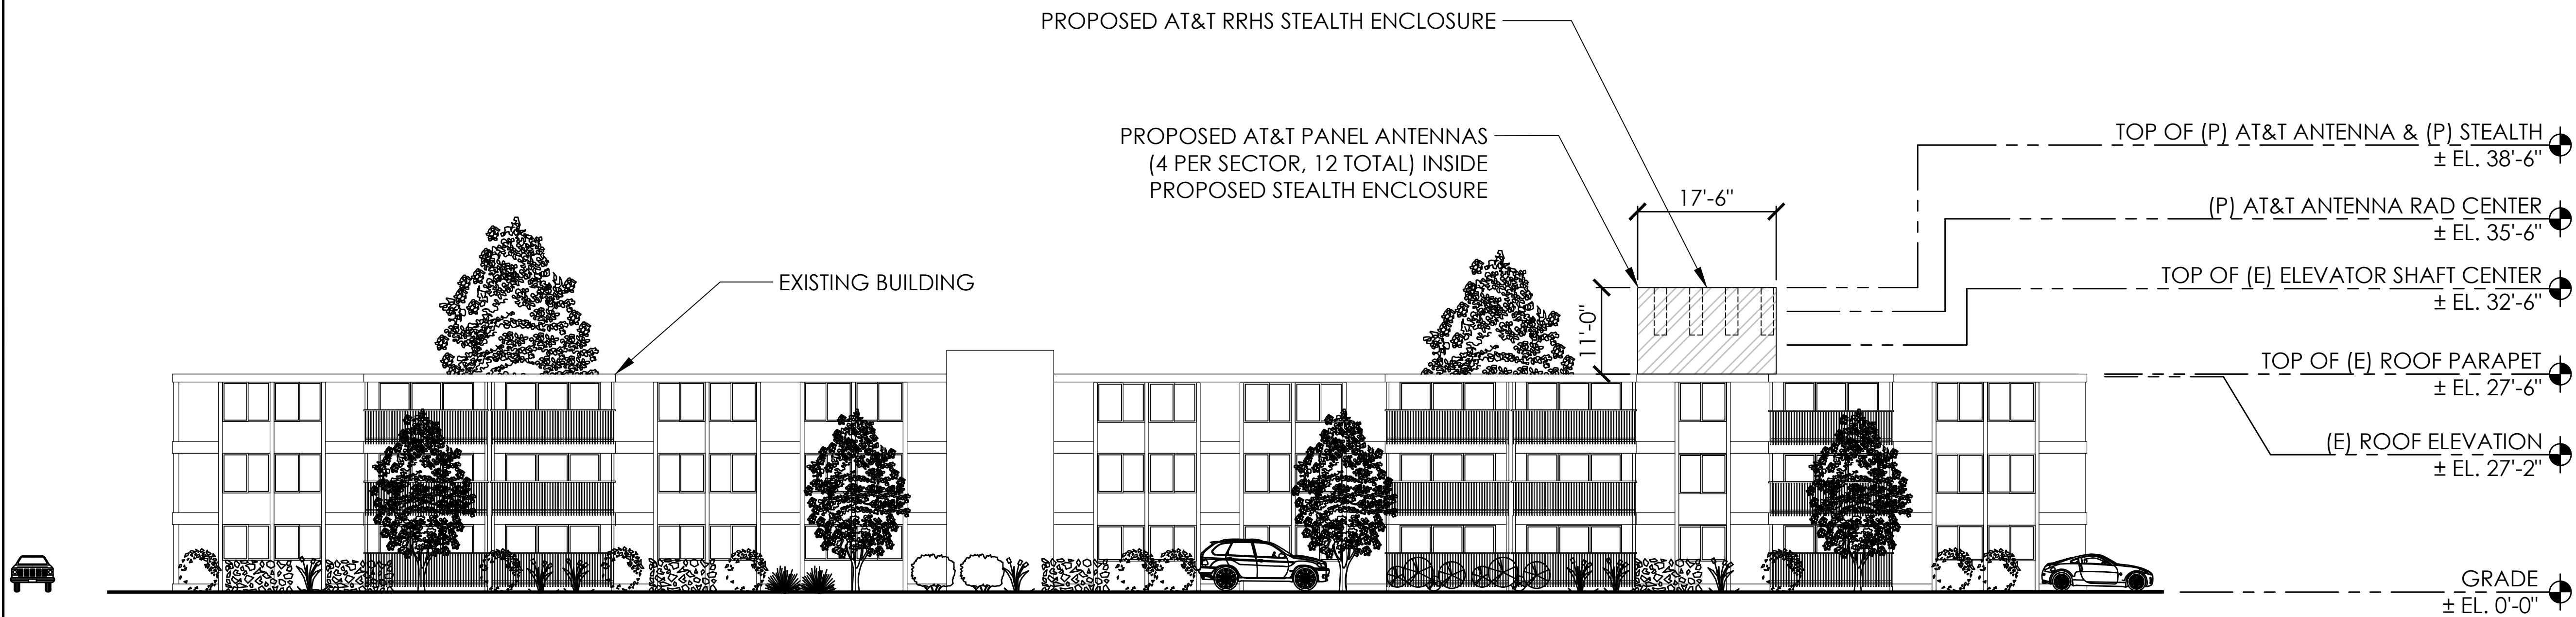 PROPOSED AT&T RRHS STEALTH ENCLOSURE
PROPOSED AT&T PANEL ANTENNAS
(4 PER SECTOR, 12 TOTAL) INSIDE
PROPOSED STEALTH ENCLOSURE
EXISTING BUILDING
17'-6"
11'-0"
TOP OF (P) AT&T ANTENNA & (P) STEALTH
± EL. 38'-6"
(P) AT&T ANTENNA RAD CENTER
± EL. 35'-6"
TOP OF (E) ELEVATOR SHAFT CENTER
± EL. 32'-6"
TOP OF (E) ROOF PARAPET
± EL. 27'-6"
(E) ROOF ELEVATION
± EL. 27'-2"
GRADE
± EL. 0'-0"